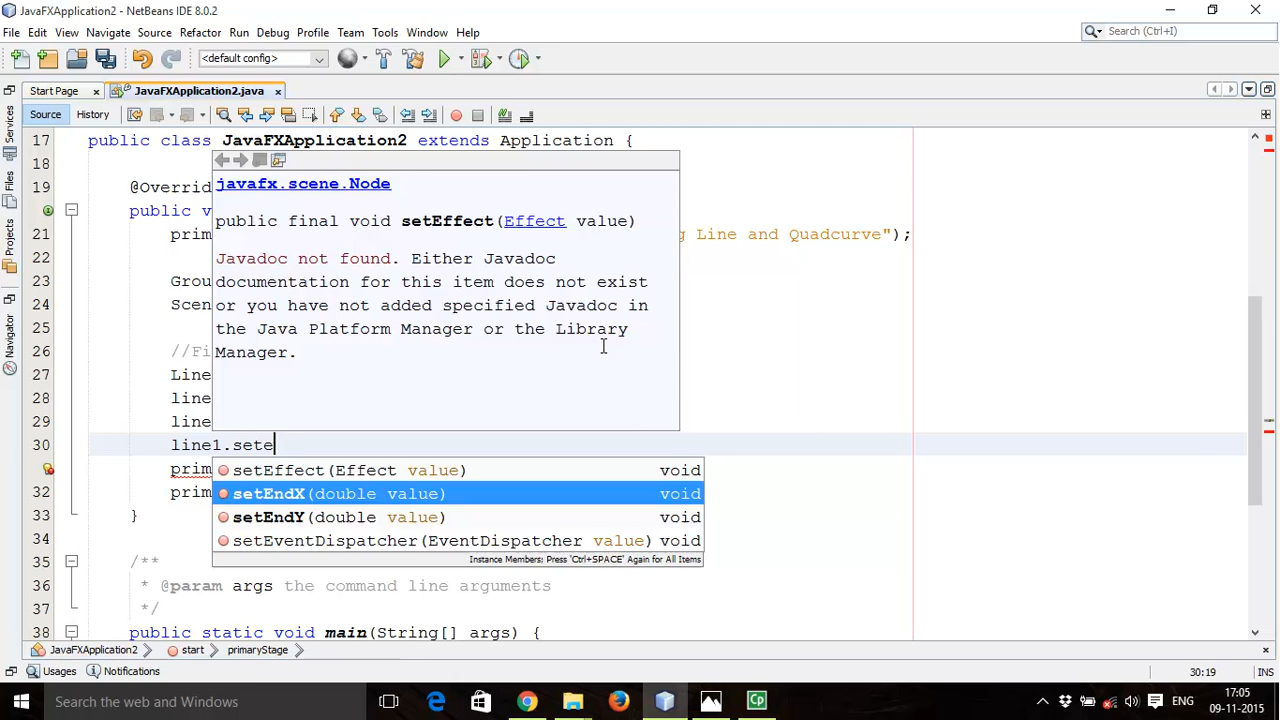 JavaFXApplication2 - NetBeans IDE 8.0.2
File Edit View Navigate Source Refactor Run Debug Profile Team Tools Window Help
Search (Ctrl+I)
<default config>
Start Page
JavaFXApplication2.java
Source History
Services
Files
Projects
Navigator
17 public class JavaFXApplication2 extends Application {
18
19 @Overrid
public v
21 prim g Line and Quadcurve");
22
23 Grou
24 Scen
25
26 //Fi
27 Line
28 line
29 line
30 line1.sete
prim
32 prim
33 }
34
35 /**
36 * @param args the command line arguments
37 */
38 public static void main(String[] args) {
javafx.scene.Node
public final void setEffect(Effect value)
Javadoc not found. Either Javadoc
documentation for this item does not exist
or you have not added specified Javadoc in
the Java Platform Manager or the Library
Manager.
setEffect(Effect value) void
setEndX(double value) void
setEndY(double value) void
setEventDispatcher(EventDispatcher value) void
Instance Members; Press 'Ctrl+SPACE' Again for All Items
JavaFXApplication2 start primaryStage
Usages Notifications
30:19 INS
Search the web and Windows
Cp
ENG
17:05
09-11-2015